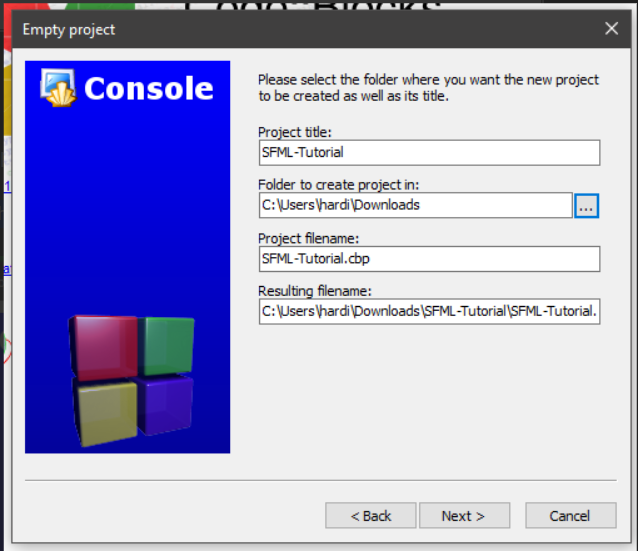 Empty project
Console
Please select the folder where you want the new project
to be created as well as its title.
Project title:
SFML-Tutorial
Folder to create project in:
C:\Users\hardi\Downloads
...
Project filename:
SFML-Tutorial.cbp
Resulting filename:
C:\Users\hardi\Downloads\SFML-Tutorial\SFML-Tutorial.
< Back
Next >
Cancel